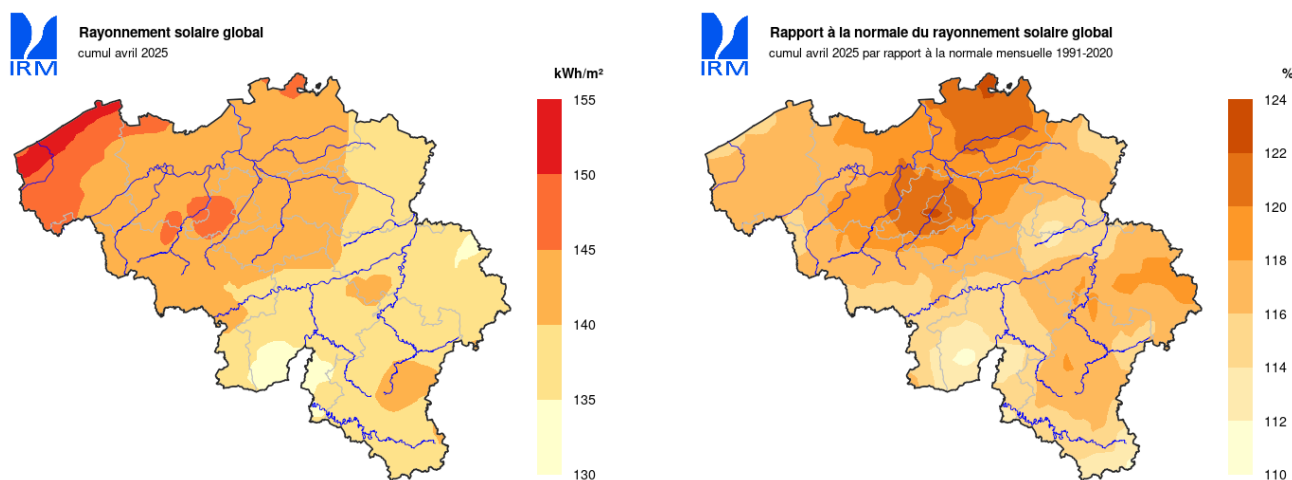 IRM
Rayonnement solaire global
cumul avril 2025
kWh/m²
155
150
145
140
135
130
IRM
Rapport à la normale du rayonnement solaire global
cumul avril 2025 par rapport à la normale mensuelle 1991-2020
%
124
122
120
118
116
114
112
110